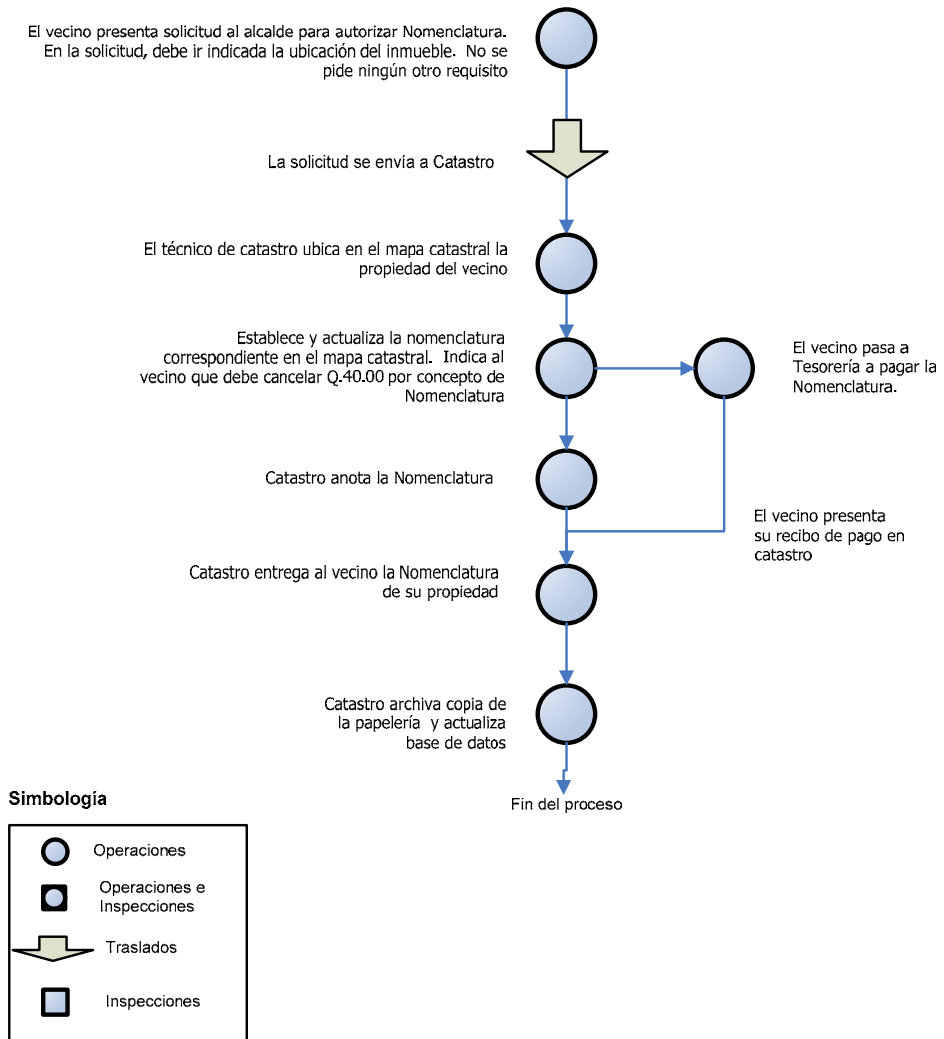 El vecino presenta solicitud al alcalde para autorizar Nomenclatura.
En la solicitud, debe ir indicada la ubicación del inmueble. No se
pide ningún otro requisito
La solicitud se envía a Catastro
El técnico de catastro ubica en el mapa catastral la
propiedad del vecino
Establece y actualiza la nomenclatura
correspondiente en el mapa catastral. Indica al
vecino que debe cancelar Q.40.00 por concepto de
Nomenclatura
El vecino pasa a
Tesorería a pagar la
Nomenclatura.
Catastro anota la Nomenclatura
El vecino presenta
su recibo de pago en
catastro
Catastro entrega al vecino la Nomenclatura
de su propiedad
Catastro archiva copia de
la papelería y actualiza
base de datos
Fin del proceso
Simbología
Operaciones
Operaciones e
Inspecciones
Traslados
Inspecciones